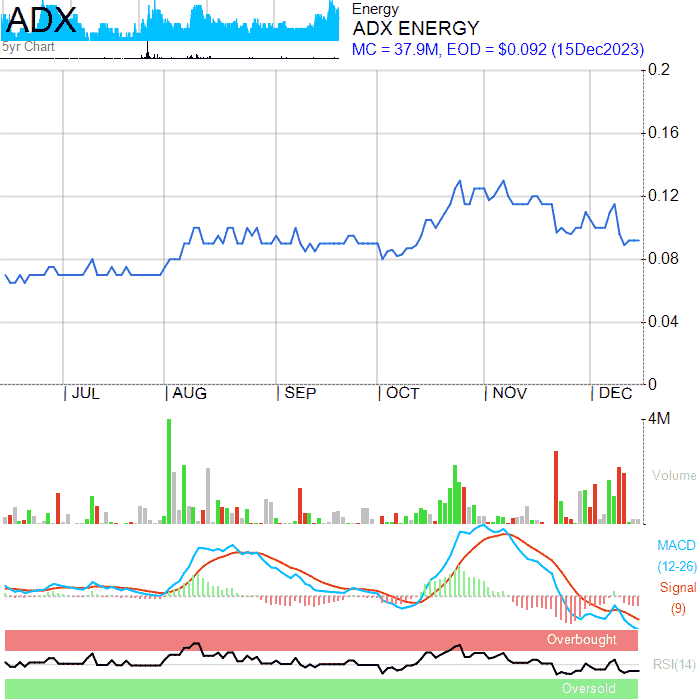 ADX
5yr Chart
Energy
ADX ENERGY
MC = 37.9M, EOD = $0.092 (15Dec2023)
0.2
0.16
0.12
0.08
0.04
0
| JUL | AUG | SEP | OCT | NOV | DEC
4M
Volume
MACD
(12-26)
Signal
(9)
Overbought
RSI(14)
Oversold